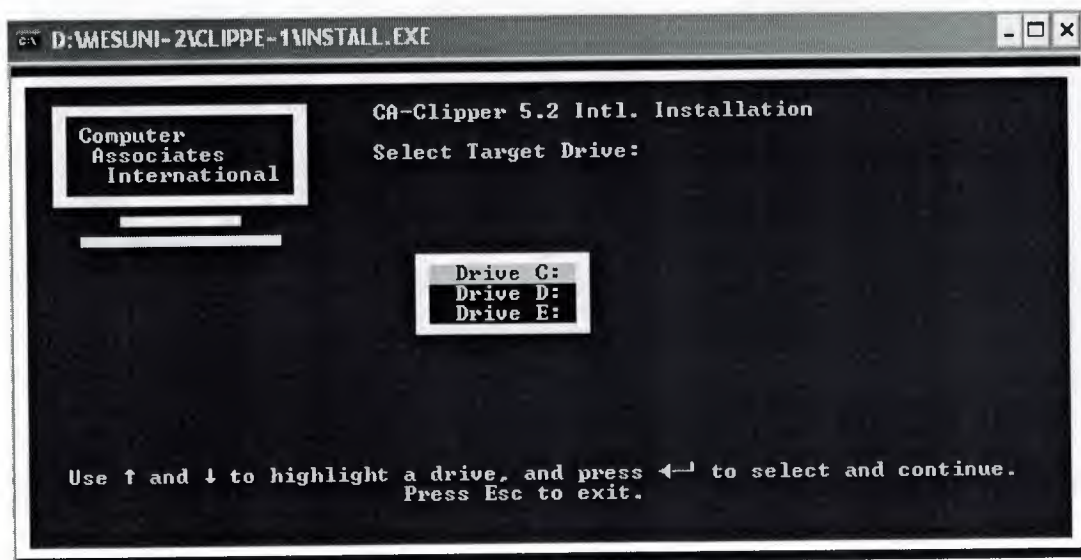 D:\MESUNI-2\CLIPPE-1\INSTALL.EXE
Computer
Associates
International
CA-Clipper 5.2 Intl. Installation
Select Target Drive:
Drive C:
Drive D:
Drive E:
Use ↑ and ↓ to highlight a drive, and press ◄─┘ to select and continue.
Press Esc to exit.